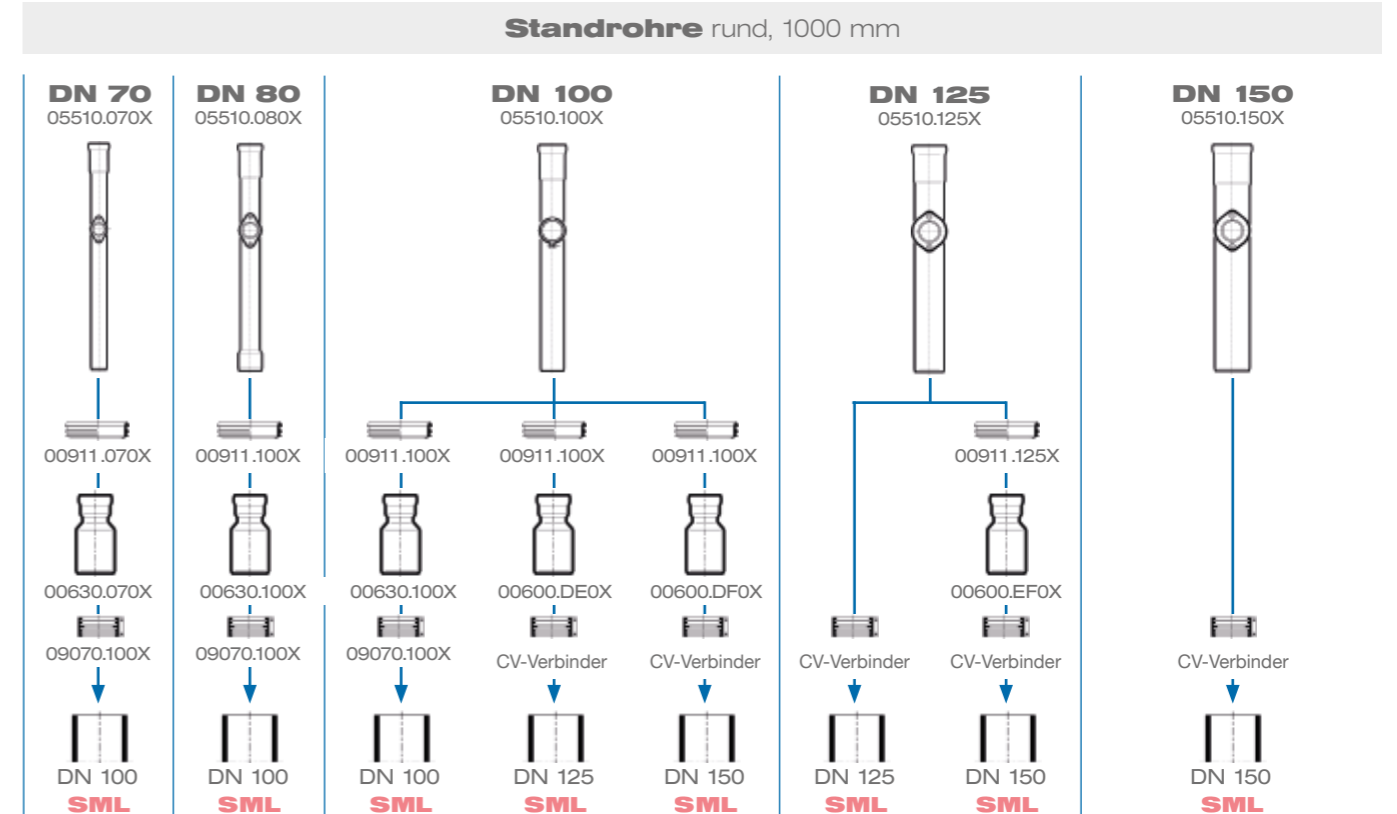 Standrohre rund, 1000 mm
DN 70
05510.070X
DN 80
05510.080X
DN 100
05510.100X
DN 125
05510.125X
DN 150
05510.150X
00911.070X
00911.100X
00911.100X
00911.100X
00911.100X
00911.125X
00630.070X
00630.100X
00630.100X
00600.DE0X
00600.DF0X
00600.EF0X
09070.100X
09070.100X
09070.100X
CV-Verbinder
CV-Verbinder
CV-Verbinder
CV-Verbinder
CV-Verbinder
DN 100
DN 100
DN 100
DN 125
DN 150
DN 125
DN 150
DN 150
SML
SML
SML
SML
SML
SML
SML
SML